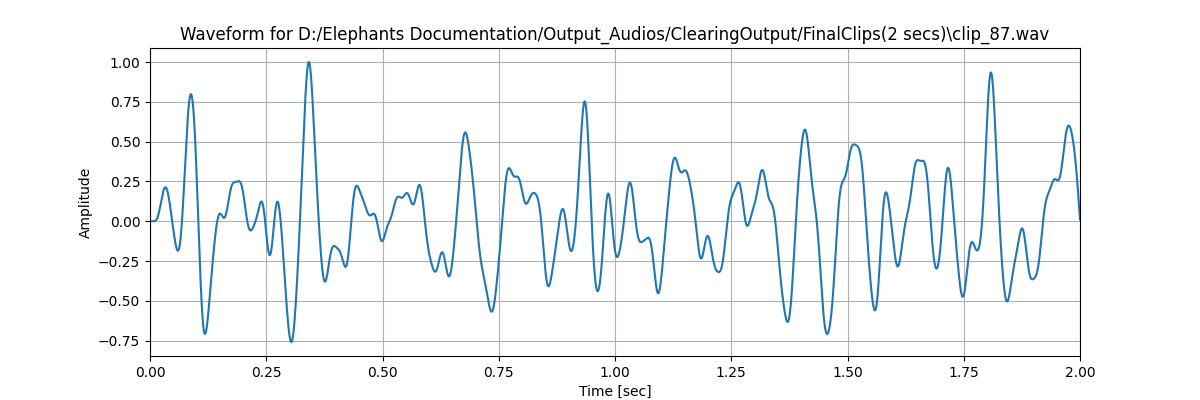 Waveform for D:/Elephants Documentation/Output_Audios/ClearingOutput/FinalClips(2 secs)\clip_87.wav
Amplitude
1.00
0.75
0.50
0.25
0.00
−0.25
−0.50
−0.75
0.00 0.25 0.50 0.75 1.00 1.25 1.50 1.75 2.00
Time [sec]